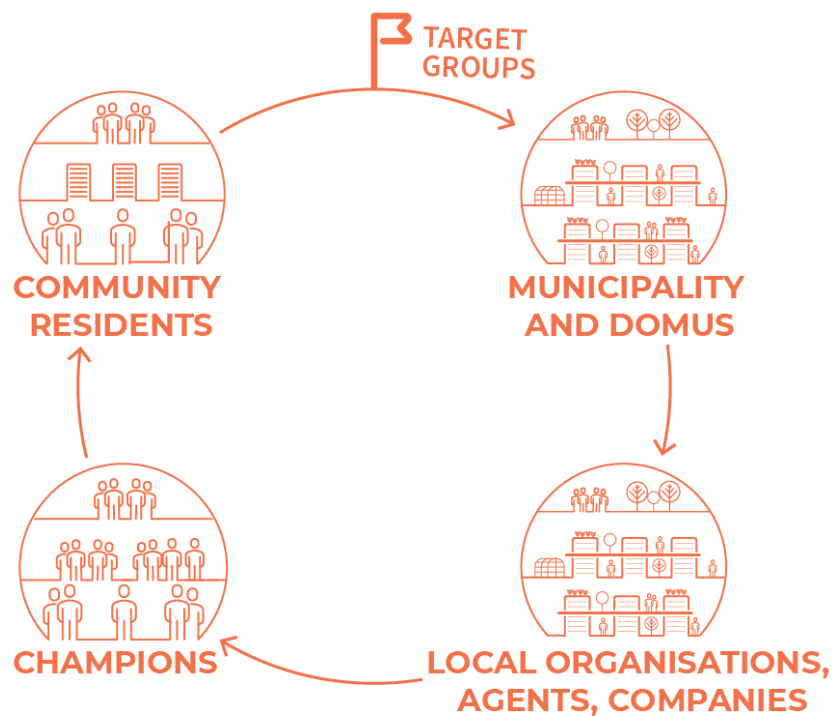 TARGET
GROUPS
COMMUNITY
RESIDENTS
MUNICIPALITY
AND DOMUS
CHAMPIONS
LOCAL ORGANISATIONS,
AGENTS, COMPANIES